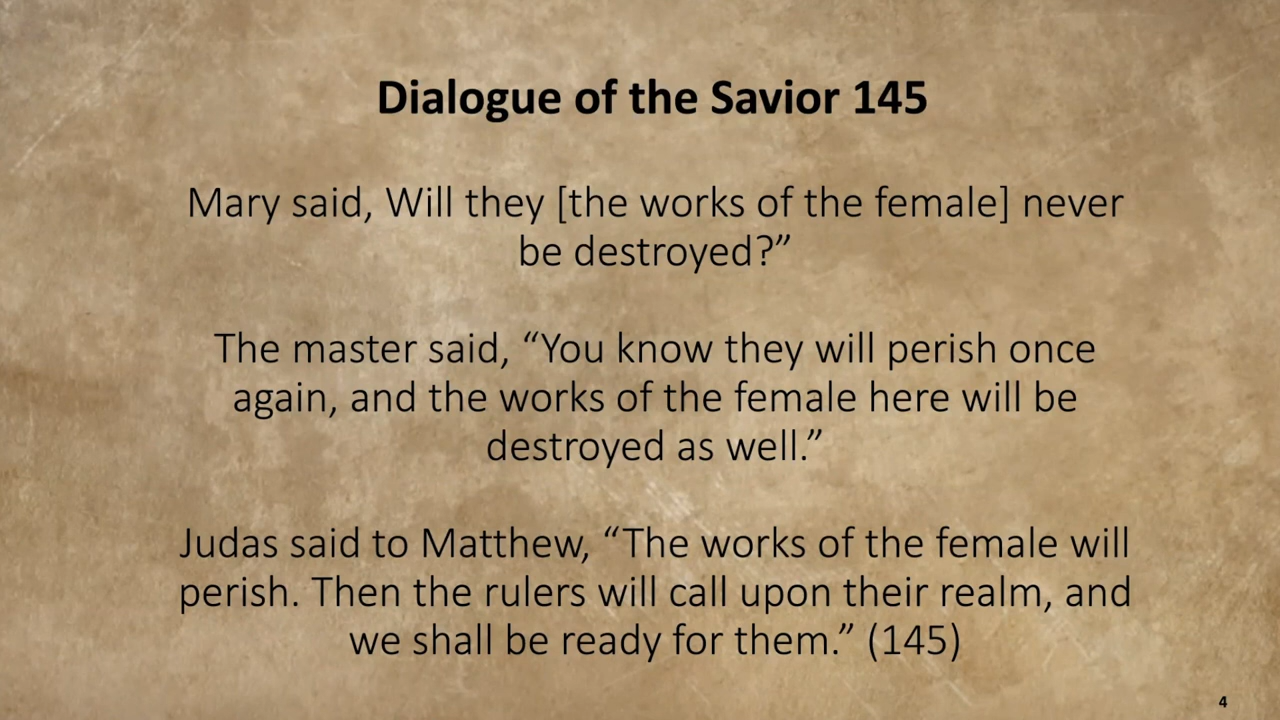 Dialogue of the Savior 145
Mary said, Will they [the works of the female] never
be destroyed?”
The master said, “You know they will perish once
again, and the works of the female here will be
destroyed as well.”
Judas said to Matthew, “The works of the female will
perish. Then the rulers will call upon their realm, and
we shall be ready for them.” (145)
4